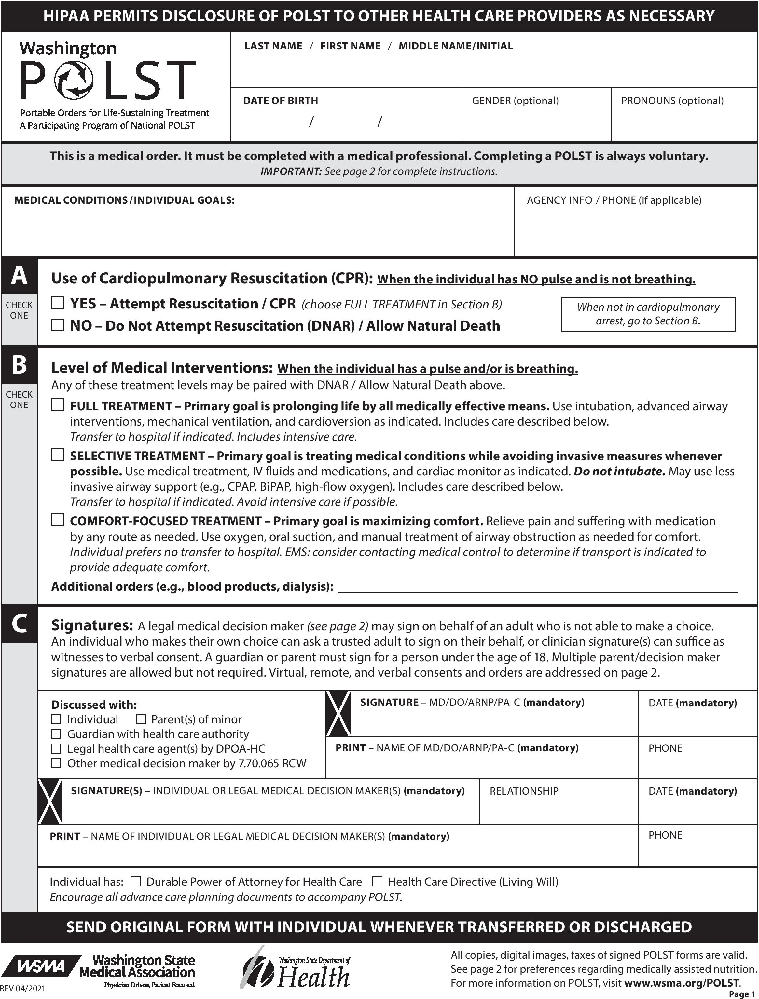 HIPAA PERMITS DISCLOSURE OF POLST TO OTHER HEALTH CARE PROVIDERS AS NECESSARY
Washington
POLST
Portable Orders for Life-Sustaining Treatment
A Participating Program of National POLST
LAST NAME / FIRST NAME / MIDDLE NAME/INITIAL
DATE OF BIRTH
/ /
GENDER (optional)
PRONOUNS (optional)
This is a medical order. It must be completed with a medical professional. Completing a POLST is always voluntary.
IMPORTANT: See page 2 for complete instructions.
MEDICAL CONDITIONS/INDIVIDUAL GOALS:
AGENCY INFO / PHONE (if applicable)
A
CHECK
ONE
Use of Cardiopulmonary Resuscitation (CPR): When the individual has NO pulse and is not breathing.
YES – Attempt Resuscitation / CPR (choose FULL TREATMENT in Section B)
NO – Do Not Attempt Resuscitation (DNAR) / Allow Natural Death
When not in cardiopulmonary
arrest, go to Section B.
B
CHECK
ONE
Level of Medical Interventions: When the individual has a pulse and/or is breathing.
Any of these treatment levels may be paired with DNAR / Allow Natural Death above.
FULL TREATMENT – Primary goal is prolonging life by all medically effective means. Use intubation, advanced airway
interventions, mechanical ventilation, and cardioversion as indicated. Includes care described below.
Transfer to hospital if indicated. Includes intensive care.
SELECTIVE TREATMENT – Primary goal is treating medical conditions while avoiding invasive measures whenever
possible. Use medical treatment, IV fluids and medications, and cardiac monitor as indicated. Do not intubate. May use less
invasive airway support (e.g., CPAP, BiPAP, high-flow oxygen). Includes care described below.
Transfer to hospital if indicated. Avoid intensive care if possible.
COMFORT-FOCUSED TREATMENT – Primary goal is maximizing comfort. Relieve pain and suffering with medication
by any route as needed. Use oxygen, oral suction, and manual treatment of airway obstruction as needed for comfort.
Individual prefers no transfer to hospital. EMS: consider contacting medical control to determine if transport is indicated to
provide adequate comfort.
Additional orders (e.g., blood products, dialysis):
C
Signatures: A legal medical decision maker (see page 2) may sign on behalf of an adult who is not able to make a choice.
An individual who makes their own choice can ask a trusted adult to sign on their behalf, or clinician signature(s) can suffice as
witnesses to verbal consent. A guardian or parent must sign for a person under the age of 18. Multiple parent/decision maker
signatures are allowed but not required. Virtual, remote, and verbal consents and orders are addressed on page 2.
Discussed with:
Individual Parent(s) of minor
Guardian with health care authority
Legal health care agent(s) by DPOA-HC
Other medical decision maker by 7.70.065 RCW
SIGNATURE – MD/DO/ARNP/PA-C (mandatory)
DATE (mandatory)
PRINT – NAME OF MD/DO/ARNP/PA-C (mandatory)
PHONE
SIGNATURE(S) – INDIVIDUAL OR LEGAL MEDICAL DECISION MAKER(S) (mandatory)
RELATIONSHIP
DATE (mandatory)
PRINT – NAME OF INDIVIDUAL OR LEGAL MEDICAL DECISION MAKER(S) (mandatory)
PHONE
Individual has: Durable Power of Attorney for Health Care Health Care Directive (Living Will)
Encourage all advance care planning documents to accompany POLST.
SEND ORIGINAL FORM WITH INDIVIDUAL WHENEVER TRANSFERRED OR DISCHARGED
WSMA
Washington State
Medical Association
Physician Driven, Patient Focused
REV 04/2021
Washington State Department of
Health
All copies, digital images, faxes of signed POLST forms are valid.
See page 2 for preferences regarding medically assisted nutrition.
For more information on POLST, visit www.wsma.org/POLST.
Page 1